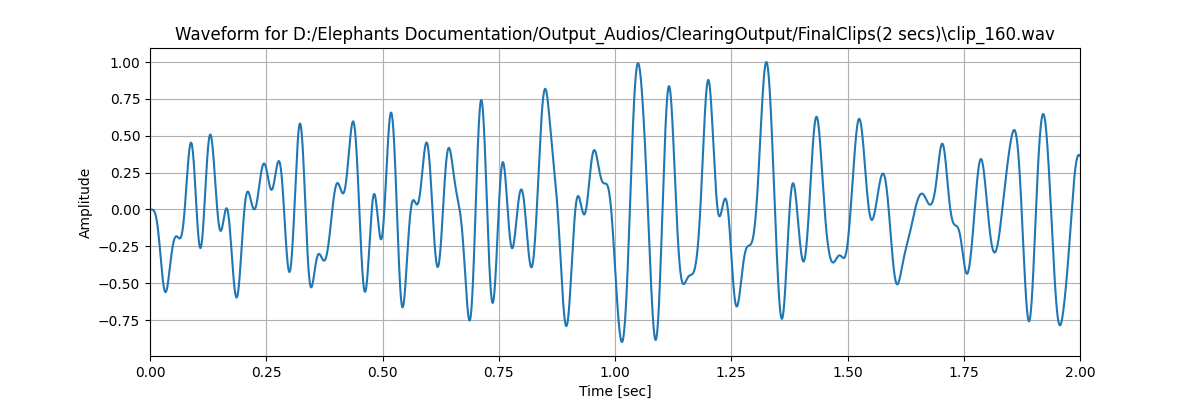 Waveform for D:/Elephants Documentation/Output_Audios/ClearingOutput/FinalClips(2 secs)\clip_160.wav
1.00
0.75
0.50
0.25
0.00
−0.25
−0.50
−0.75
Amplitude
0.00 0.25 0.50 0.75 1.00 1.25 1.50 1.75 2.00
Time [sec]